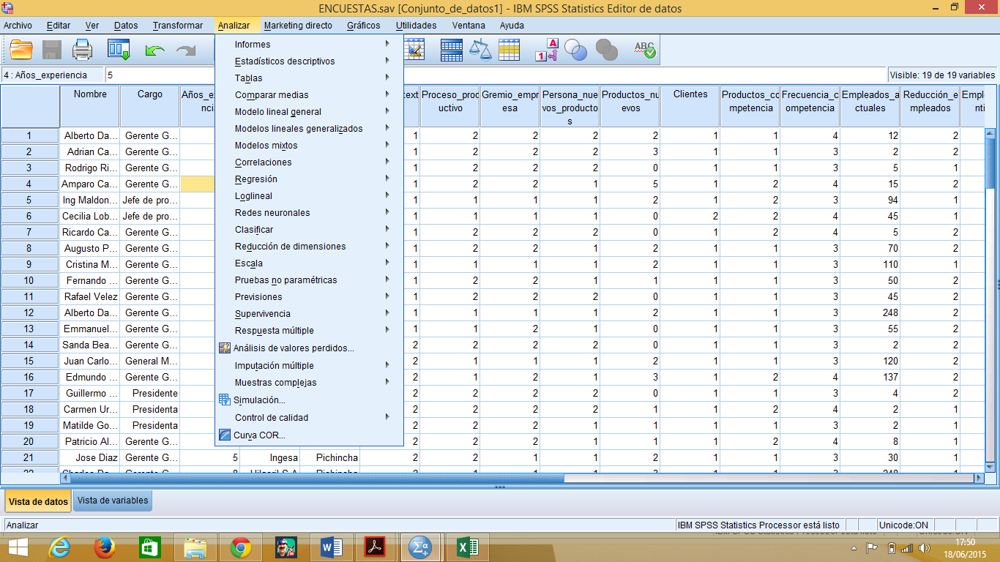 ENCUESTAS.sav [Conjunto_de_datos1] - IBM SPSS Statistics Editor de datos
Archivo Editar Ver Datos Transformar Analizar Marketing directo Gráficos Utilidades Ventana Ayuda
4 : Años_experiencia 5 Visible: 19 de 19 variables
Informes
Estadísticos descriptivos
Tablas
Comparar medias
Modelo lineal general
Modelos lineales generalizados
Modelos mixtos
Correlaciones
Regresión
Loglineal
Redes neuronales
Clasificar
Reducción de dimensiones
Escala
Pruebas no paramétricas
Previsiones
Supervivencia
Respuesta múltiple
Análisis de valores perdidos...
Imputación múltiple
Muestras complejas
Simulación...
Control de calidad
Curva COR...
Nombre Cargo Proceso_productivo Gremio_empresa Persona_nuevos_productos Productos_nuevos Clientes Productos_competencia Frecuencia_competencia Empleados_actuales Reducción_empleados
1 Alberto Da... Gerente G... 1 2 2 2 2 1 1 4 12 2
2 Adrian Ca... Gerente G... 1 2 2 2 3 1 1 3 2 2
3 Rodrigo Ri... Gerente G... 1 2 2 2 0 1 1 3 5 1
4 Amparo Ca... Gerente G... 1 2 2 1 5 1 2 4 15 2
5 Ing Maldon... Jefe de pro... 1 1 1 1 2 1 2 3 94 1
6 Cecilia Lob... Jefe de pro... 1 1 1 1 0 2 2 4 45 1
7 Ricardo Ca... Gerente G... 1 2 2 2 0 1 2 4 5 2
8 Augusto P... Gerente G... 1 2 2 1 2 1 1 3 70 2
9 Cristina M... Gerente G... 1 1 1 1 2 1 1 3 110 1
10 Fernando ... Gerente G... 1 2 2 1 1 1 1 3 50 2
11 Rafael Velez Gerente G... 1 2 2 2 0 1 1 3 45 2
12 Alberto Da... Gerente G... 1 1 1 1 2 1 1 3 248 2
13 Emmanuel... Gerente G... 1 1 2 1 0 1 1 3 55 2
14 Sanda Bea... Gerente G... 2 2 2 2 0 1 1 3 2 2
15 Juan Carlo... General M... 2 1 1 1 2 1 1 3 120 2
16 Edmundo ... Gerente G... 2 1 2 1 3 1 2 4 137 2
17 Guillermo ... Presidente 2 2 2 2 0 1 1 3 4 2
18 Carmen Ur... Presidenta 2 2 2 2 1 1 2 4 2 1
19 Matilde Go... Presidenta 2 2 2 1 1 1 1 3 2 1
20 Patricio Al... Gerente G... 2 2 2 1 1 1 2 4 8 1
21 Jose Diaz Gerente G... 5 Ingesa Pichincha 2 2 1 1 2 1 1 3 30 1
Vista de datos Vista de variables
Analizar IBM SPSS Statistics Processor está listo Unicode:ON
17:50
18/06/2015